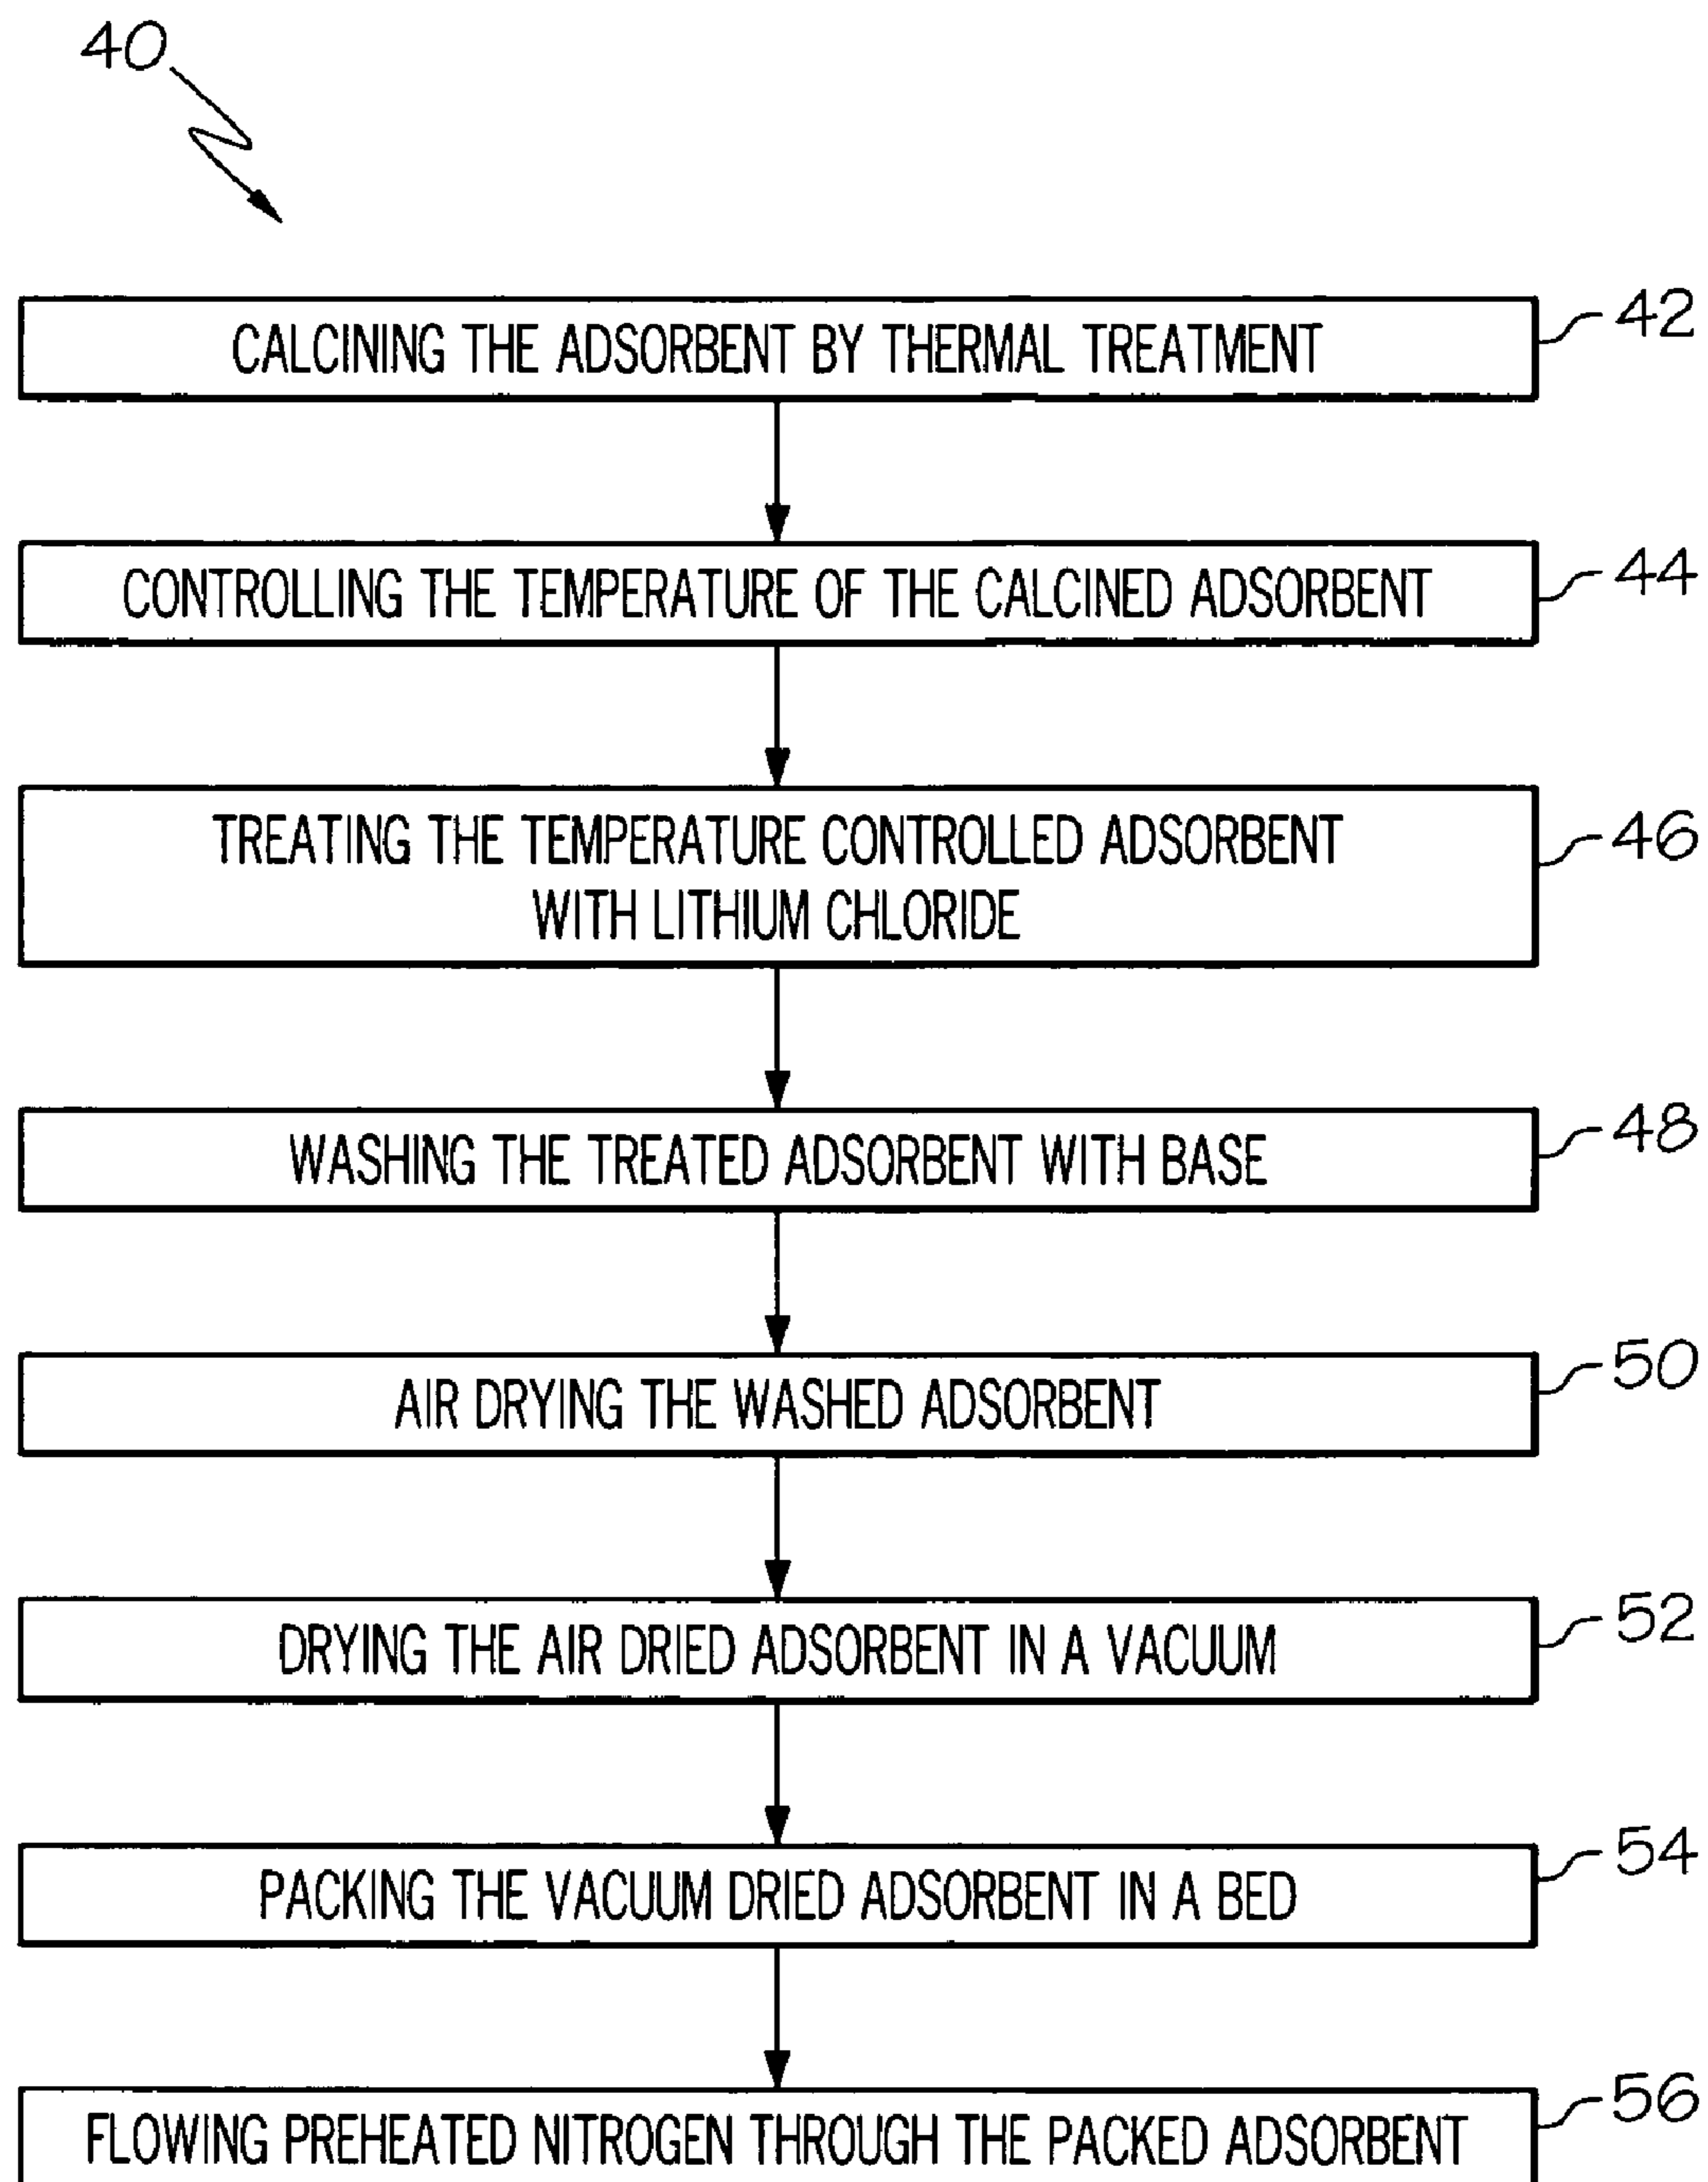 40
CALCINING THE ADSORBENT BY THERMAL TREATMENT
42
CONTROLLING THE TEMPERATURE OF THE CALCINED ADSORBENT
44
TREATING THE TEMPERATURE CONTROLLED ADSORBENT
WITH LITHIUM CHLORIDE
46
WASHING THE TREATED ADSORBENT WITH BASE
48
AIR DRYING THE WASHED ADSORBENT
50
DRYING THE AIR DRIED ADSORBENT IN A VACUUM
52
PACKING THE VACUUM DRIED ADSORBENT IN A BED
54
FLOWING PREHEATED NITROGEN THROUGH THE PACKED ADSORBENT
56